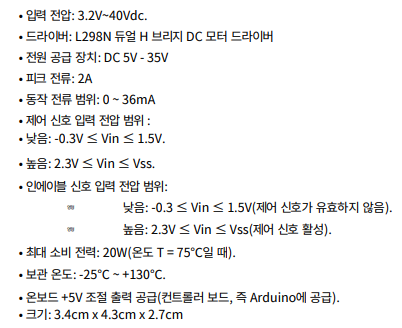 • 입력 전압: 3.2V~40Vdc.
• 드라이버: L298N 듀얼 H 브리지 DC 모터 드라이버
• 전원 공급 장치: DC 5V - 35V
• 피크 전류: 2A
• 동작 전류 범위: 0 ~ 36mA
• 제어 신호 입력 전압 범위 :
• 낮음: -0.3V ≤ Vin ≤ 1.5V.
• 높음: 2.3V ≤ Vin ≤ Vss.
• 인에이블 신호 입력 전압 범위:
낮음: -0.3 ≤ Vin ≤ 1.5V(제어 신호가 유효하지 않음).
높음: 2.3V ≤ Vin ≤ Vss(제어 신호 활성).
• 최대 소비 전력: 20W(온도 T = 75℃일 때).
• 보관 온도: -25℃ ~ +130℃.
• 온보드 +5V 조절 출력 공급(컨트롤러 보드, 즉 Arduino에 공급).
• 크기: 3.4cm x 4.3cm x 2.7cm